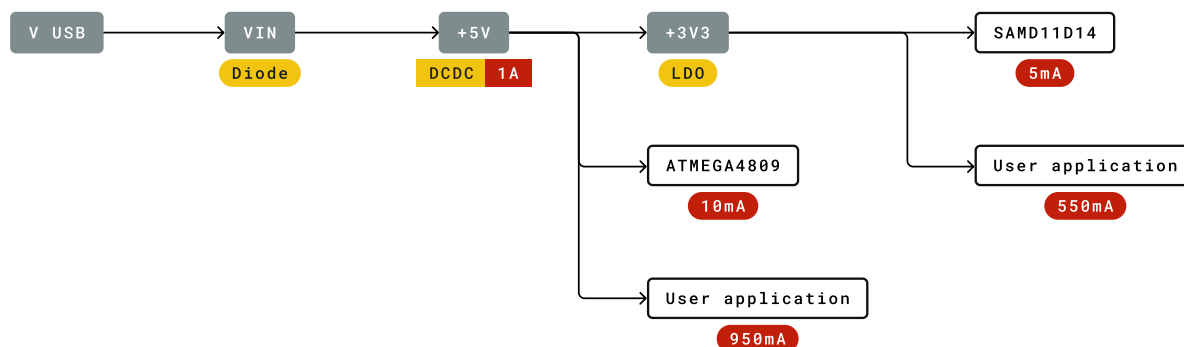 V USB
VIN
+5V
+3V3
SAMD11D14
Diode
DCDC 1A
LDO
5mA
ATMEGA4809
User application
10mA
550mA
User application
950mA